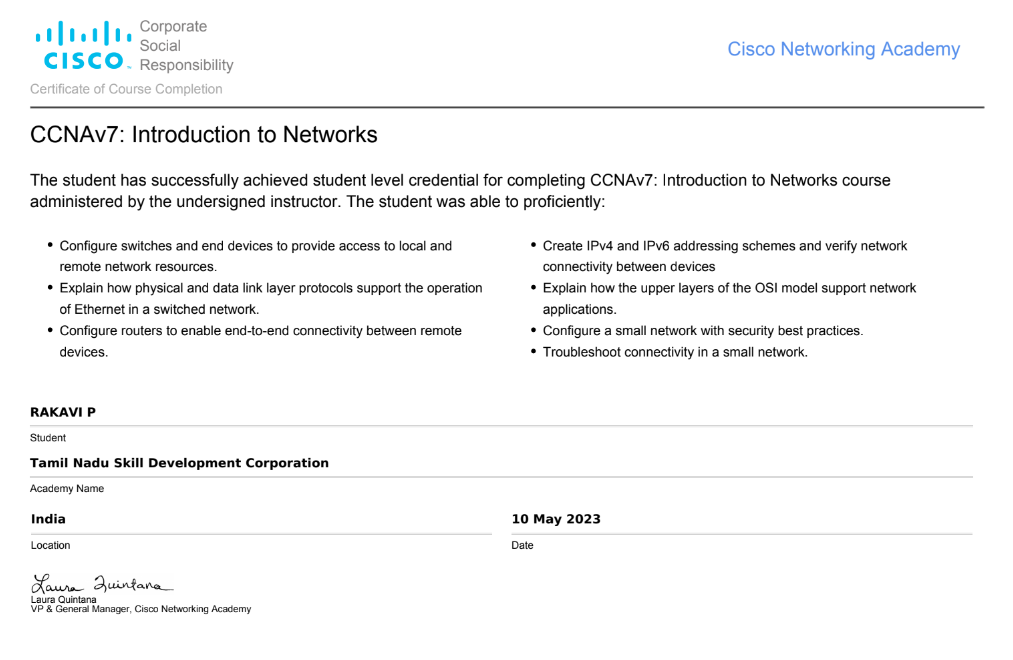 Corporate
Social
CISCO Responsibility
Cisco Networking Academy
Certificate of Course Completion
CCNAv7: Introduction to Networks
The student has successfully achieved student level credential for completing CCNAv7: Introduction to Networks course
administered by the undersigned instructor. The student was able to proficiently:
• Configure switches and end devices to provide access to local and
remote network resources.
• Explain how physical and data link layer protocols support the operation
of Ethernet in a switched network.
• Configure routers to enable end-to-end connectivity between remote
devices.
• Create IPv4 and IPv6 addressing schemes and verify network
connectivity between devices
• Explain how the upper layers of the OSI model support network
applications.
• Configure a small network with security best practices.
• Troubleshoot connectivity in a small network.
RAKAVI P
Student
Tamil Nadu Skill Development Corporation
Academy Name
India
Location
10 May 2023
Date
Laura Quintana
Laura Quintana
VP & General Manager, Cisco Networking Academy